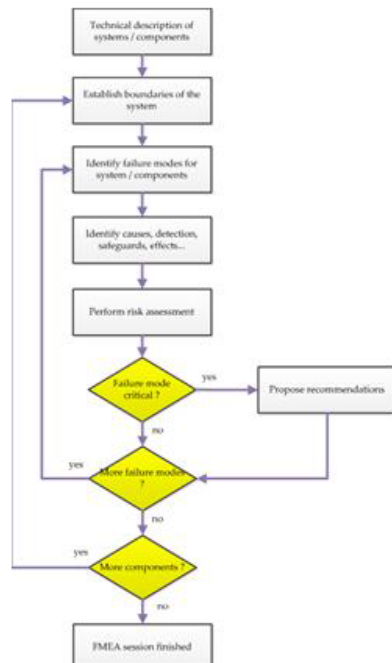 Technical description of
systems / components
Establish boundaries of the
system
Identify failure modes for
system / components
Identify causes, detection,
safeguards, effects...
Perform risk assessment
Failure mode
critical ?
yes
Propose recommendations
no
yes
More failure modes
?
no
yes
More components ?
no
FMEA session finished